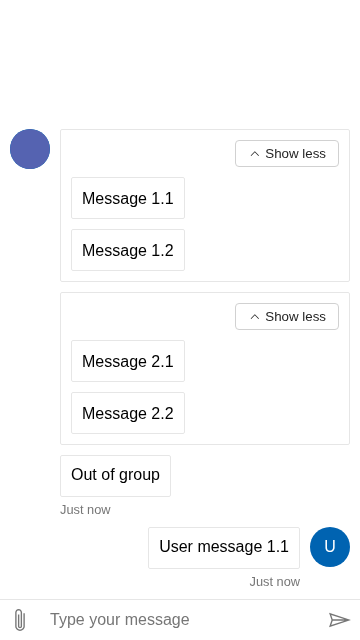 Show less
Message 1.1
Message 1.2
Show less
Message 2.1
Message 2.2
Out of group
Just now
User message 1.1
U
Just now
Type your message